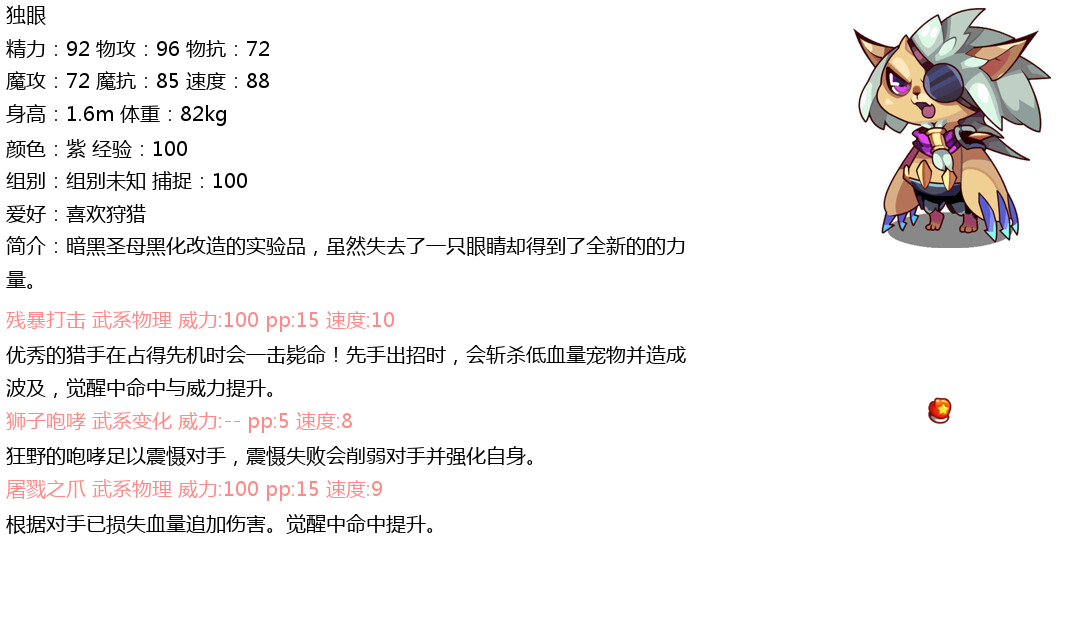 独眼
精力：92 物攻：96 物抗：72
魔攻：72 魔抗：85 速度：88
身高：1.6m 体重：82kg
颜色：紫 经验：100
组别：组别未知 捕捉：100
爱好：喜欢狩猎
简介：暗黑圣母黑化改造的实验品，虽然失去了一只眼睛却得到了全新的的力
量。
残暴打击 武系物理 威力:100 pp:15 速度:10
优秀的猎手在占得先机时会一击毙命！先手出招时，会斩杀低血量宠物并造成
波及，觉醒中命中与威力提升。
狮子咆哮 武系变化 威力:-- pp:5 速度:8
狂野的咆哮足以震慑对手，震慑失败会削弱对手并强化自身。
屠戮之爪 武系物理 威力:100 pp:15 速度:9
根据对手已损失血量追加伤害。觉醒中命中提升。